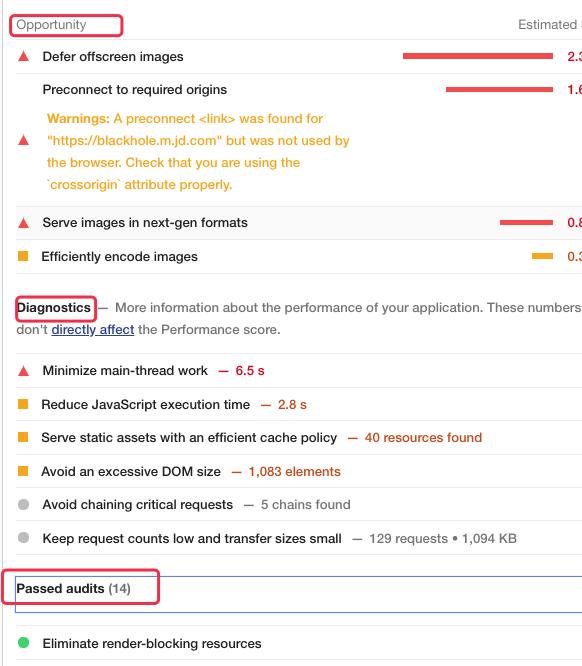 Opportunity Estimated
Defer offscreen images 2.3
Preconnect to required origins 1.6
Warnings: A preconnect <link> was found for
"https://blackhole.m.jd.com" but was not used by
the browser. Check that you are using the
`crossorigin` attribute properly.
Serve images in next-gen formats 0.8
Efficiently encode images 0.3
Diagnostics — More information about the performance of your application. These numbers
don't directly affect the Performance score.
Minimize main-thread work — 6.5 s
Reduce JavaScript execution time — 2.8 s
Serve static assets with an efficient cache policy — 40 resources found
Avoid an excessive DOM size — 1,083 elements
Avoid chaining critical requests — 5 chains found
Keep request counts low and transfer sizes small — 129 requests • 1,094 KB
Passed audits (14)
Eliminate render-blocking resources